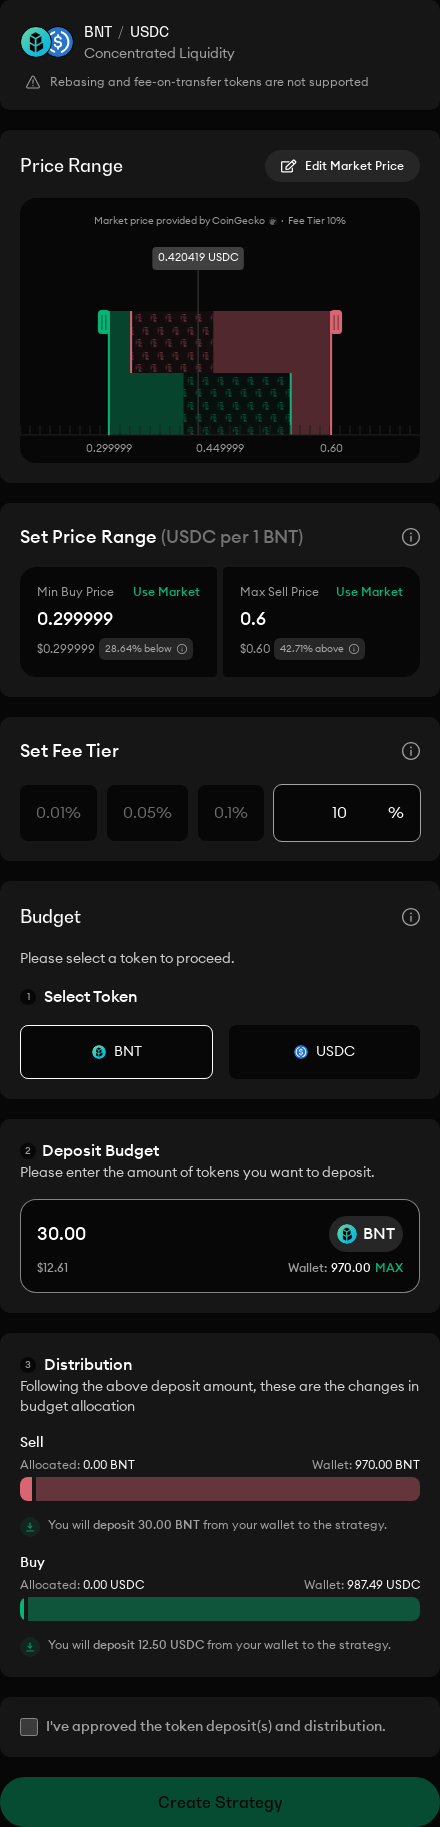 BNT / USDC
Concentrated Liquidity
Rebasing and fee-on-transfer tokens are not supported
Price Range
Edit Market Price
Market price provided by CoinGecko · Fee Tier 10%
0.420419 USDC
0.299999 0.449999 0.60
Set Price Range (USDC per 1 BNT)
Min Buy Price Use Market
0.299999
$0.299999 28.64% below
Max Sell Price Use Market
0.6
$0.60 42.71% above
Set Fee Tier
0.01% 0.05% 0.1% 10 %
Budget
Please select a token to proceed.
1 Select Token
BNT USDC
2 Deposit Budget
Please enter the amount of tokens you want to deposit.
30.00 BNT
$12.61 Wallet: 970.00 MAX
3 Distribution
Following the above deposit amount, these are the changes in
budget allocation
Sell
Allocated: 0.00 BNT Wallet: 970.00 BNT
You will deposit 30.00 BNT from your wallet to the strategy.
Buy
Allocated: 0.00 USDC Wallet: 987.49 USDC
You will deposit 12.50 USDC from your wallet to the strategy.
I've approved the token deposit(s) and distribution.
Create Strategy